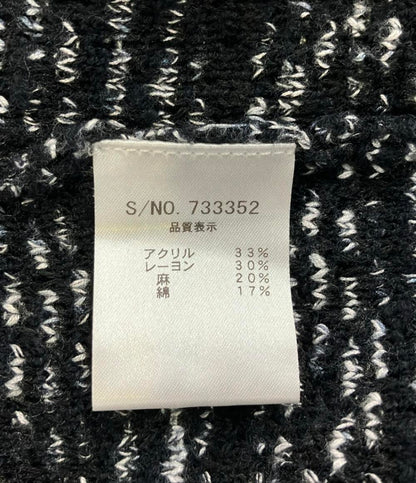 S/NO. 733352
品質表示
アクリル 33%
レーヨン 30%
麻 20%
綿 17%